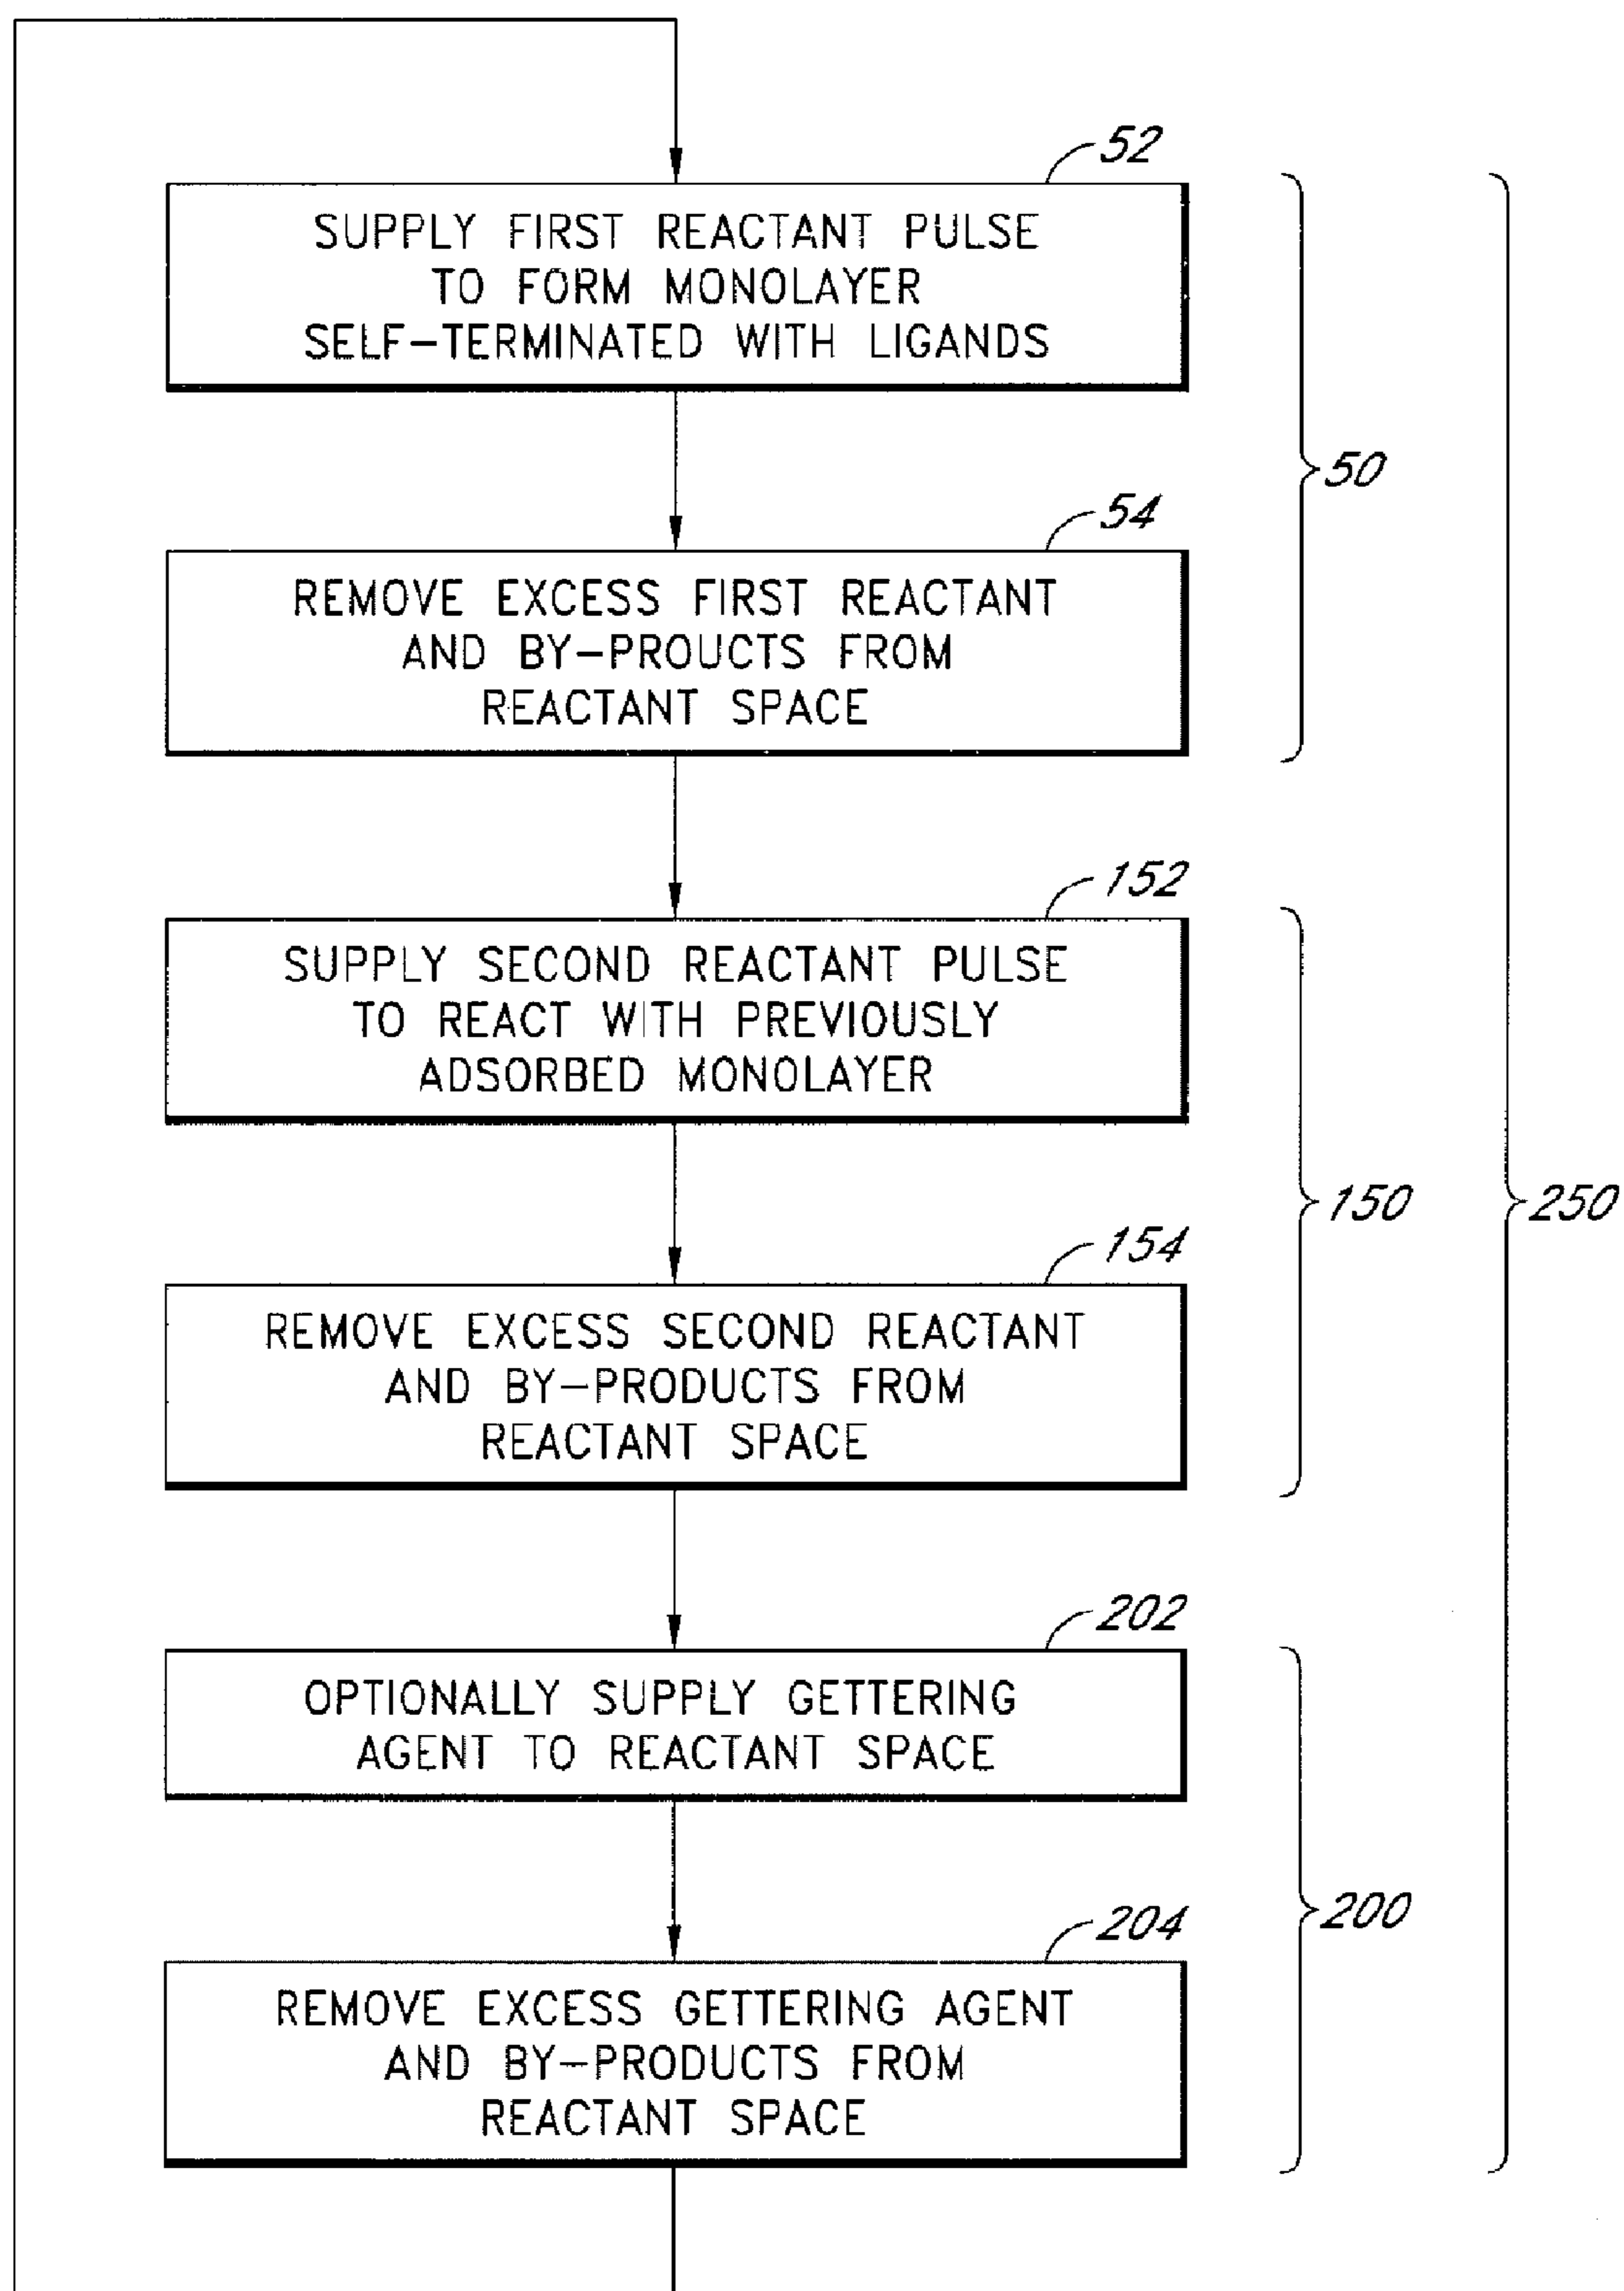 52
SUPPLY FIRST REACTANT PULSE
TO FORM MONOLAYER
SELF-TERMINATED WITH LIGANDS
50
54
REMOVE EXCESS FIRST REACTANT
AND BY-PROUCTS FROM
REACTANT SPACE
152
SUPPLY SECOND REACTANT PULSE
TO REACT WITH PREVIOUSLY
ADSORBED MONOLAYER
150
250
154
REMOVE EXCESS SECOND REACTANT
AND BY-PRODUCTS FROM
REACTANT SPACE
202
OPTIONALLY SUPPLY GETTERING
AGENT TO REACTANT SPACE
200
204
REMOVE EXCESS GETTERING AGENT
AND BY-PRODUCTS FROM
REACTANT SPACE